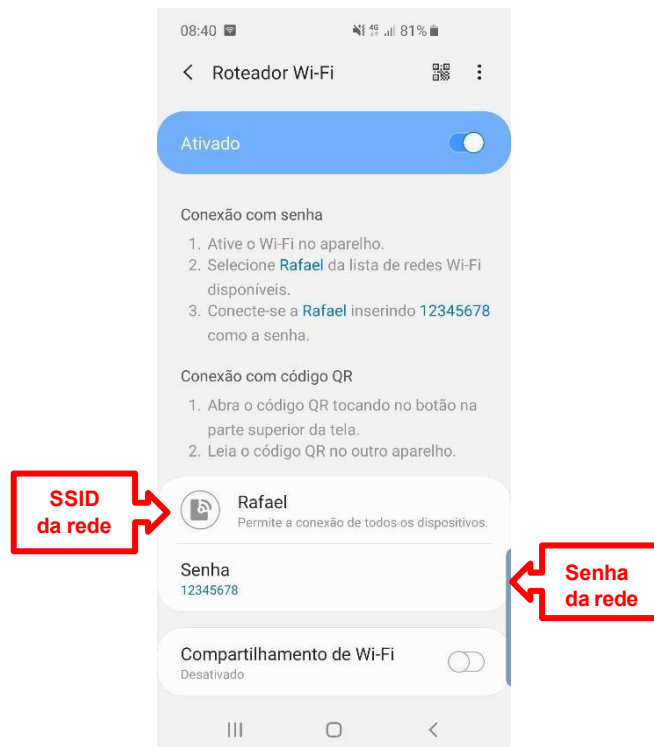 08:40 4G 81%
Roteador Wi-Fi
Ativado
Conexão com senha
1. Ative o Wi-Fi no aparelho.
2. Selecione Rafael da lista de redes Wi-Fi
disponíveis.
3. Conecte-se a Rafael inserindo 12345678
como a senha.
Conexão com código QR
1. Abra o código QR tocando no botão na
parte superior da tela.
2. Leia o código QR no outro aparelho.
SSID
da rede
Rafael
Permite a conexão de todos os dispositivos.
Senha
12345678
Senha
da rede
Compartilhamento de Wi-Fi
Desativado